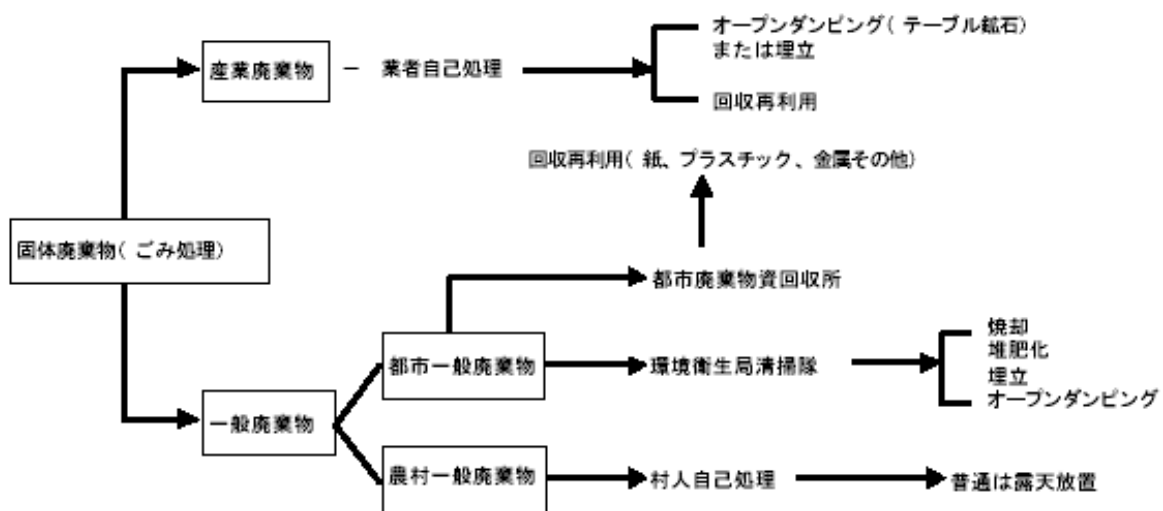 オープンダンピング( テーブル鉱石)
または埋立
産業廃棄物 － 業者自己処理
回収再利用
回収再利用( 紙、プラスチック、金属その他)
固体廃棄物( ごみ処理)
都市廃棄物資回収所
都市一般廃棄物
環境衛生局清掃隊
焼却
堆肥化
埋立
オープンダンピング
一般廃棄物
農村一般廃棄物
村人自己処理
普通は露天放置